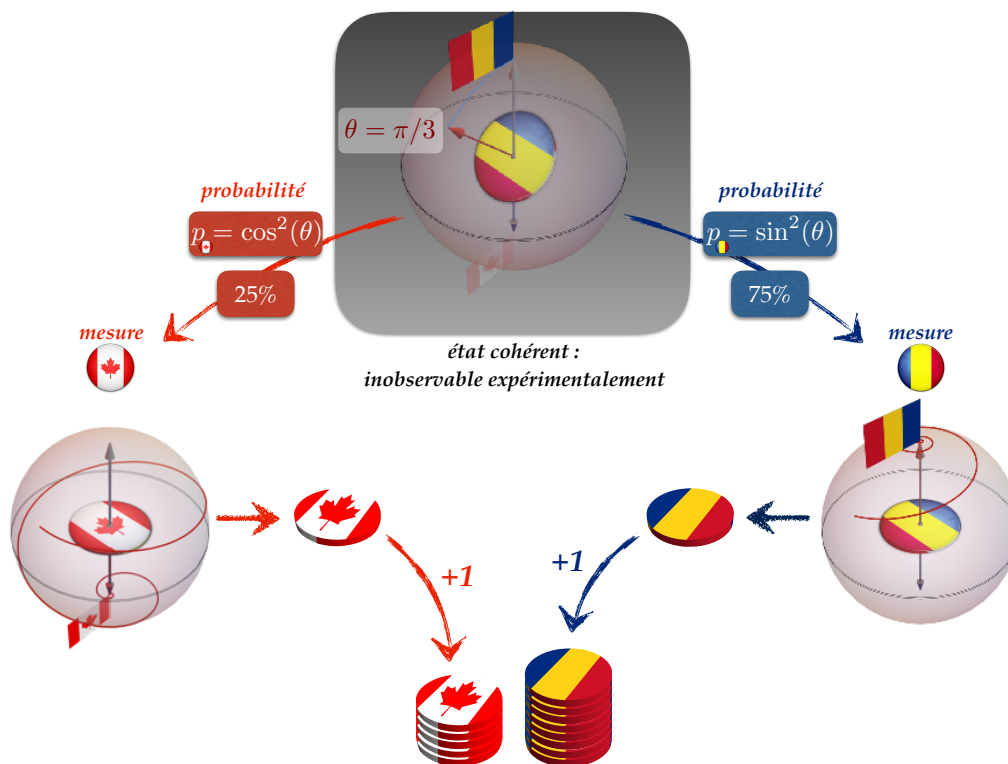 θ = π/3
probabilité
p = cos²(θ)
25%
mesure
probabilité
p = sin²(θ)
75%
mesure
état cohérent :
inobservable expérimentalement
+1
+1